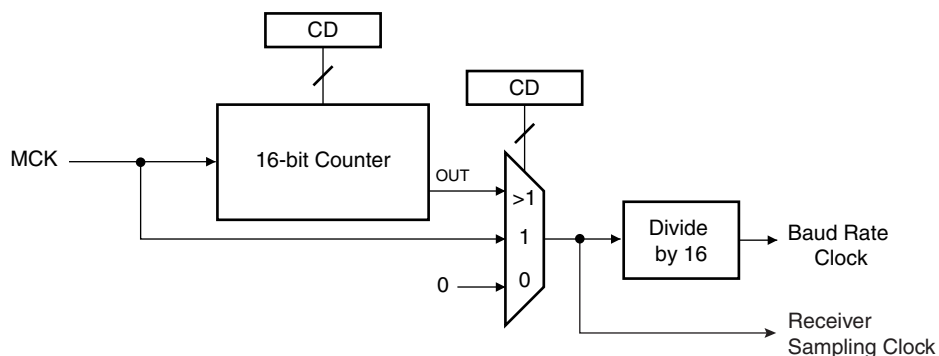 CD
CD
MCK
16-bit Counter
OUT
>1
1
0
0
Divide
by 16
Baud Rate
Clock
Receiver
Sampling Clock